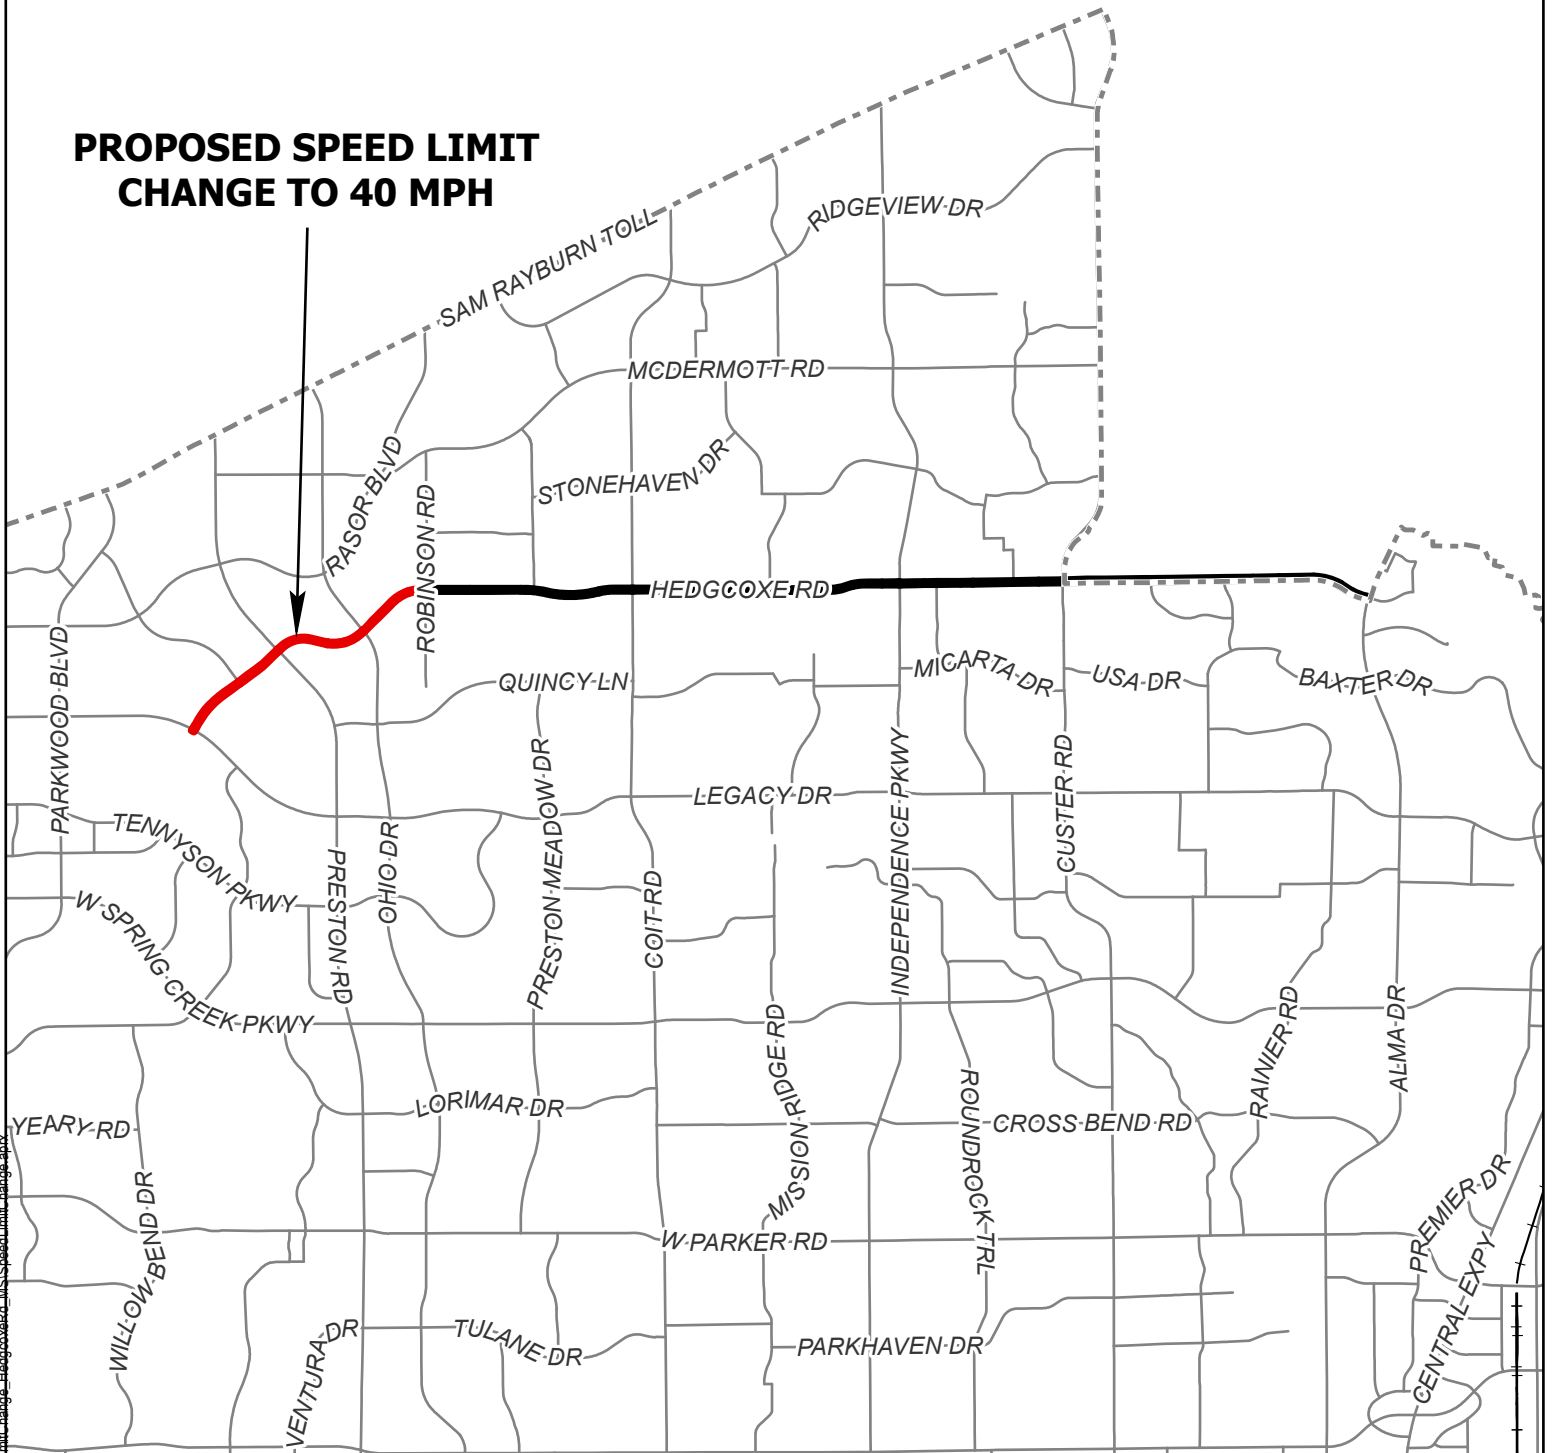 PROPOSED SPEED LIMIT
CHANGE TO 40 MPH
SAM RAYBURN TOLL
RIDGEVIEW DR
MCDERMOTT RD
RASOR BLVD
ROBINSON RD
STONEHAVEN DR
HEDGCOXE RD
PARKWOOD BLVD
QUINCY LN
MICARTA DR
USA DR
BAXTER DR
PRESTON MEADOW DR
INDEPENDENCE PKWY
CUSTER RD
LEGACY DR
TENNYSON PKWY
PRESTON RD
OHIO DR
COIT RD
W SPRING CREEK PKWY
MISSION RIDGE RD
RAINIER RD
ALMA DR
YEARY RD
LORIMAR DR
ROUNDROCK TRL
CROSS BEND RD
WILLOW BEND DR
W PARKER RD
PREMIER DR
CENTRAL EXPY
VENTURA DR
TULANE DR
PARKHAVEN DR